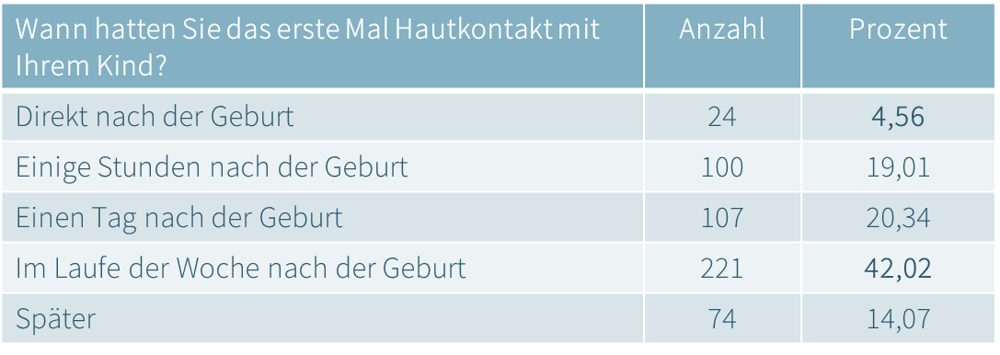 Wann hatten Sie das erste Mal Hautkontakt mit Ihrem Kind? Anzahl Prozent
Direkt nach der Geburt 24 4,56
Einige Stunden nach der Geburt 100 19,01
Einen Tag nach der Geburt 107 20,34
Im Laufe der Woche nach der Geburt 221 42,02
Später 74 14,07